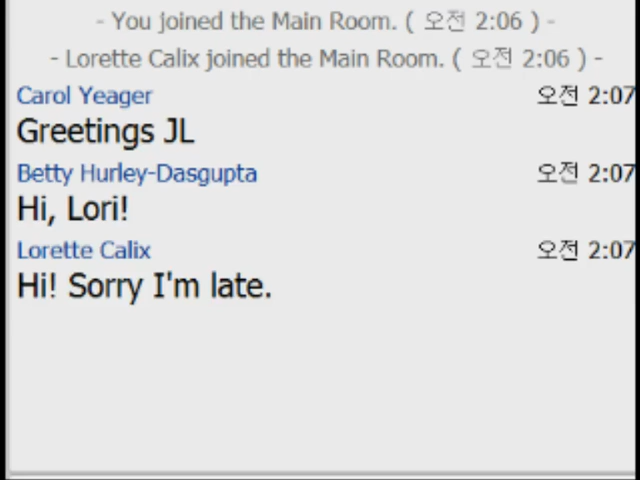 - You joined the Main Room. ( 오전 2:06 ) -
- Lorette Calix joined the Main Room. ( 오전 2:06 ) -
Carol Yeager 오전 2:07
Greetings JL
Betty Hurley-Dasgupta 오전 2:07
Hi, Lori!
Lorette Calix 오전 2:07
Hi! Sorry I'm late.